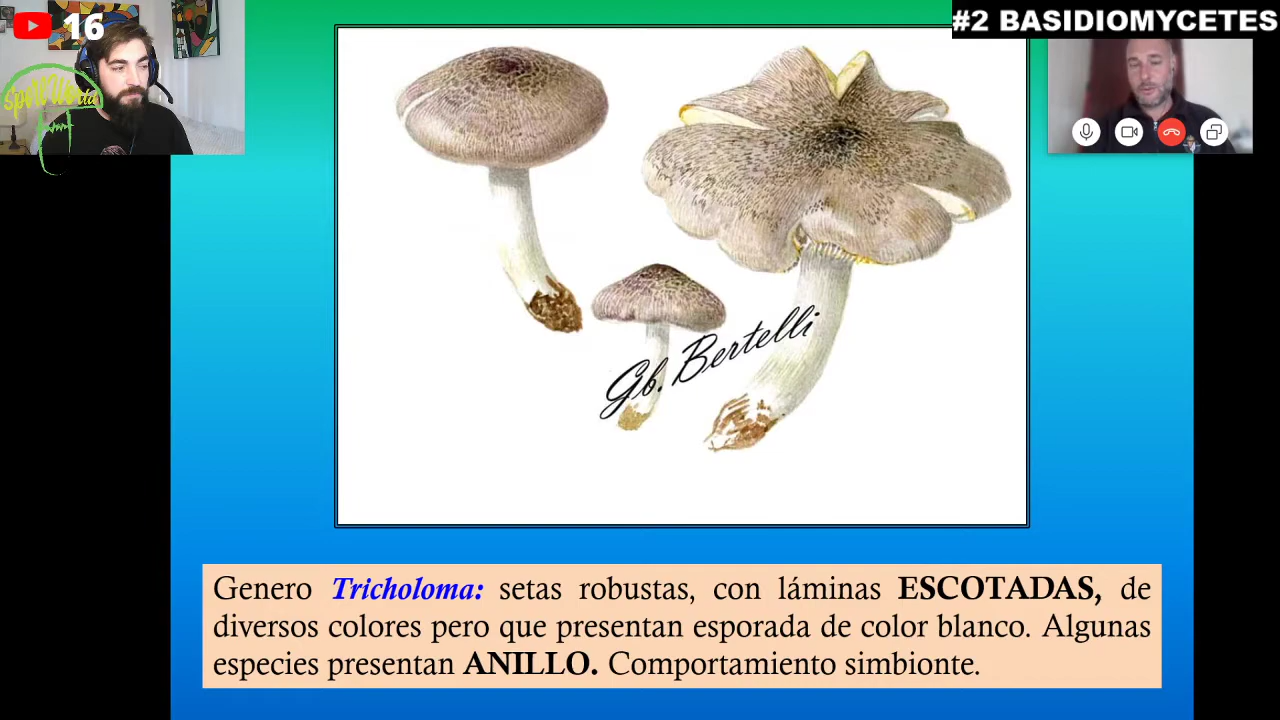 16
#2 BASIDIOMYCETES
SporeWorld
Gb. Bertelli
Genero Tricholoma: setas robustas, con láminas ESCOTADAS, de
diversos colores pero que presentan esporada de color blanco. Algunas
especies presentan ANILLO. Comportamiento simbionte.